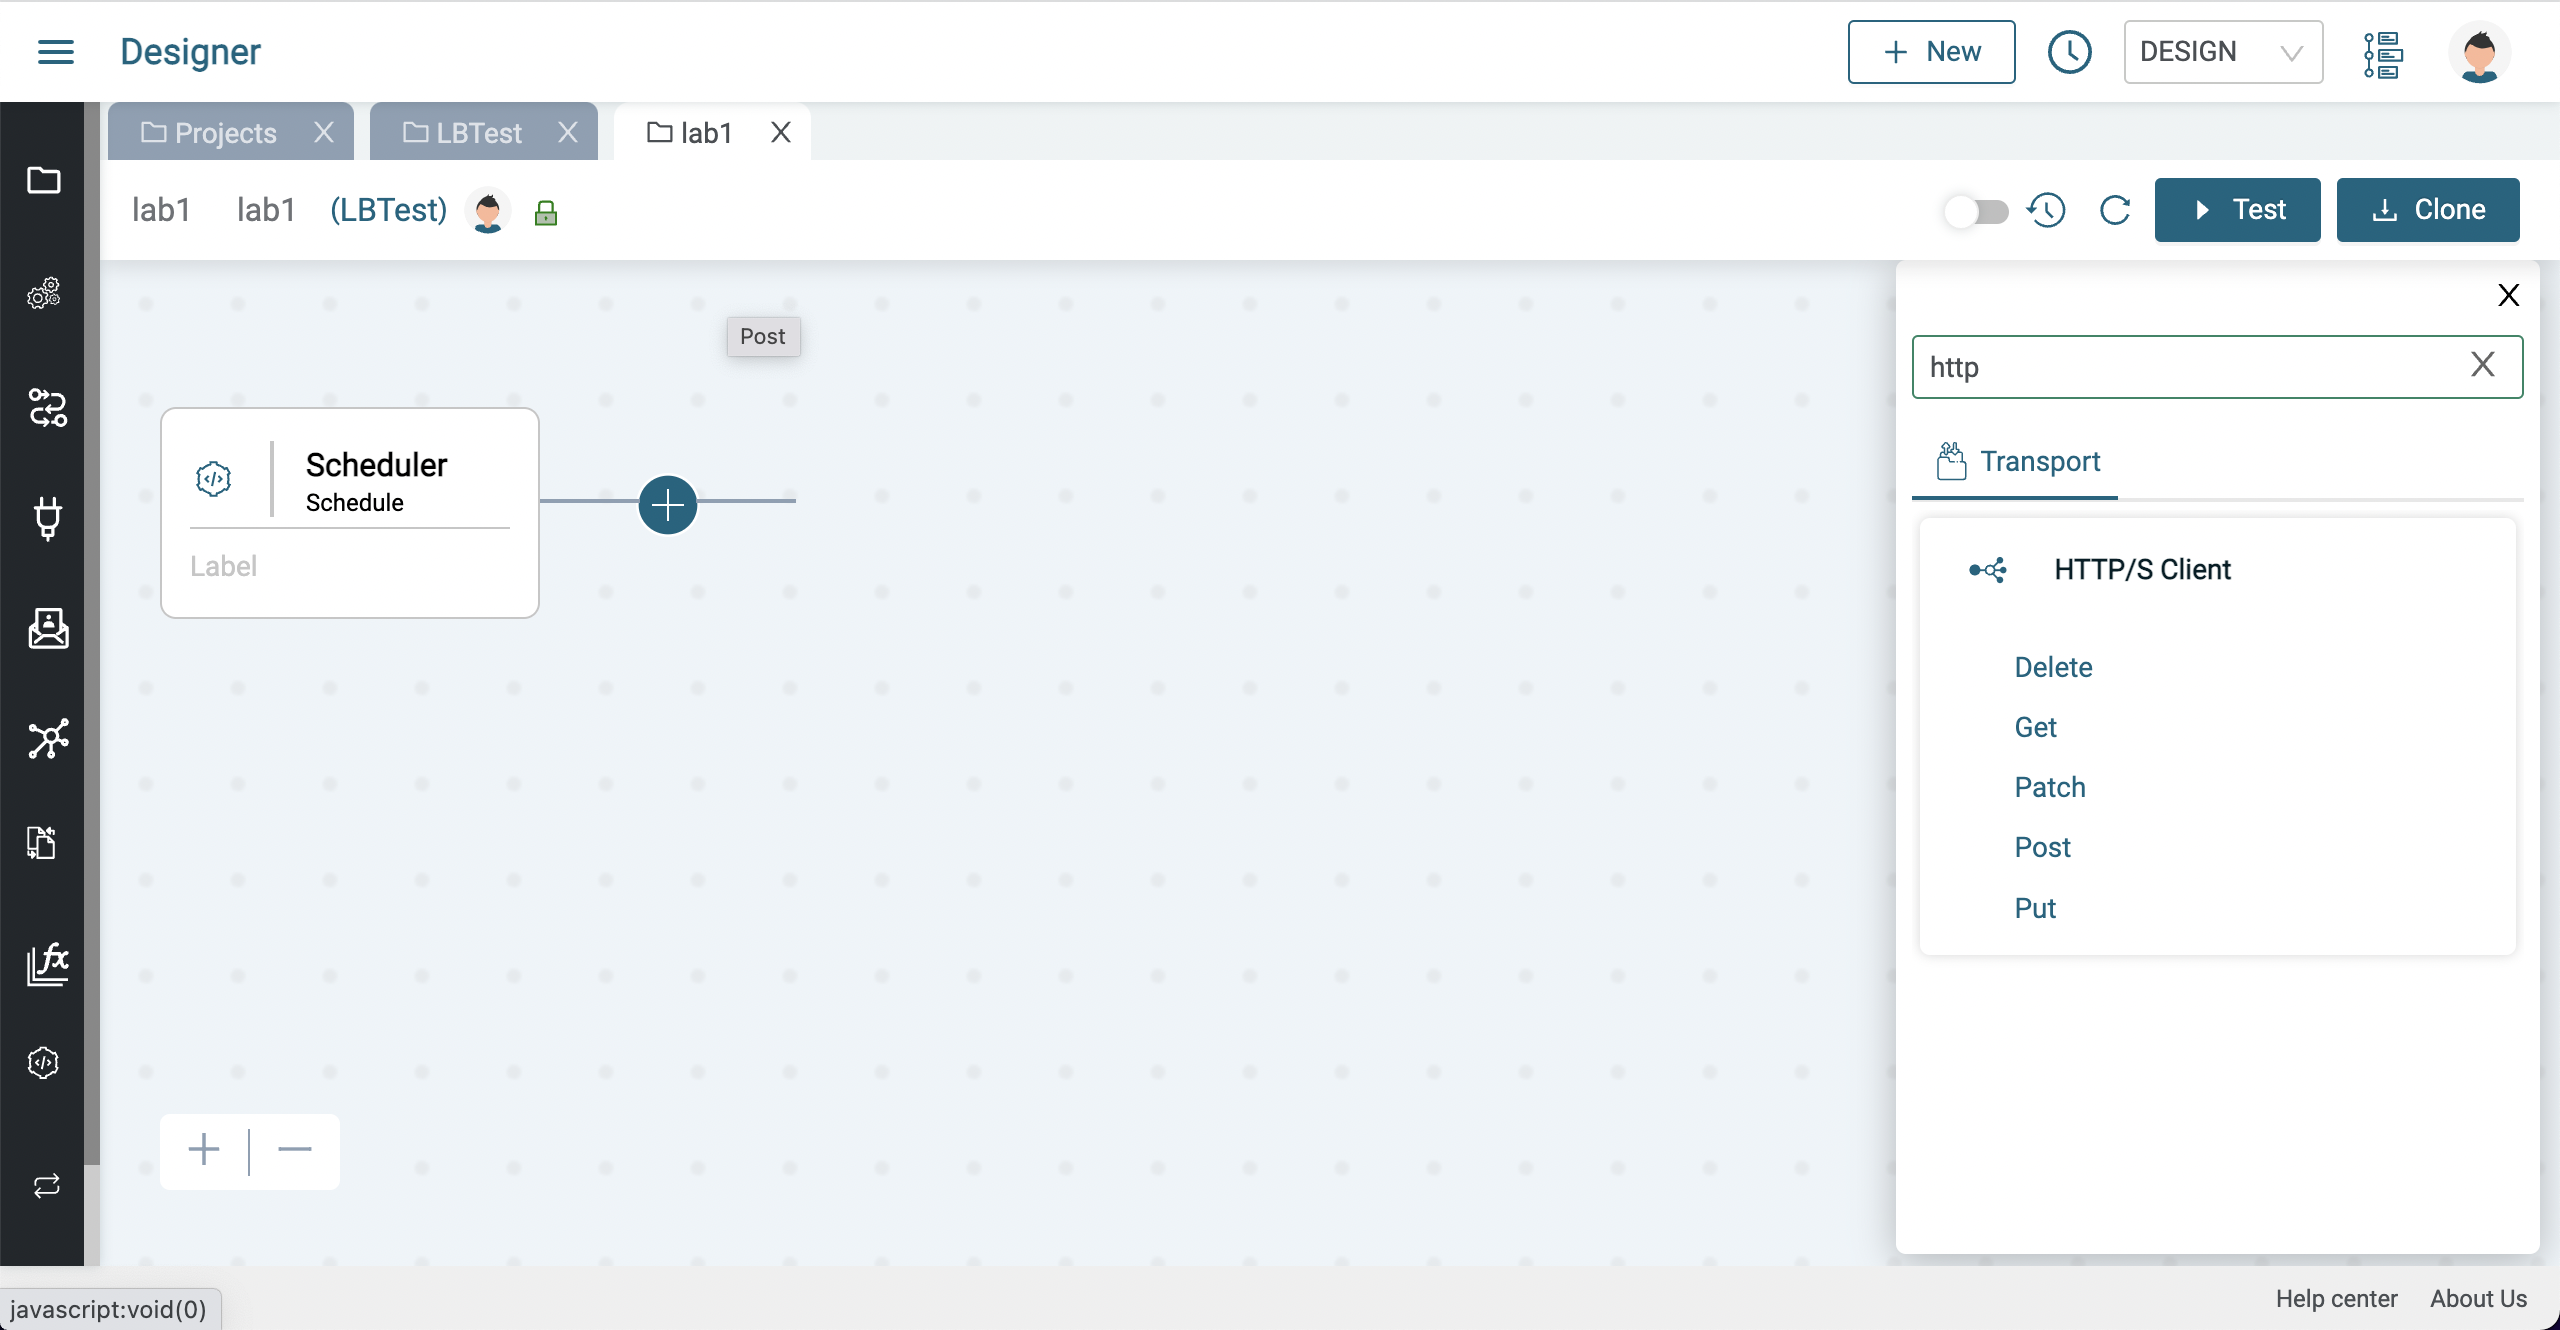 Designer
New
DESIGN
Projects X
LBTest X
lab1 X
lab1 lab1 (LBTest)
Test
Clone
Post
Scheduler
Schedule
Label
X
http X
Transport
HTTP/S Client
Delete
Get
Patch
Post
Put
javascript:void(0)
Help center
About Us